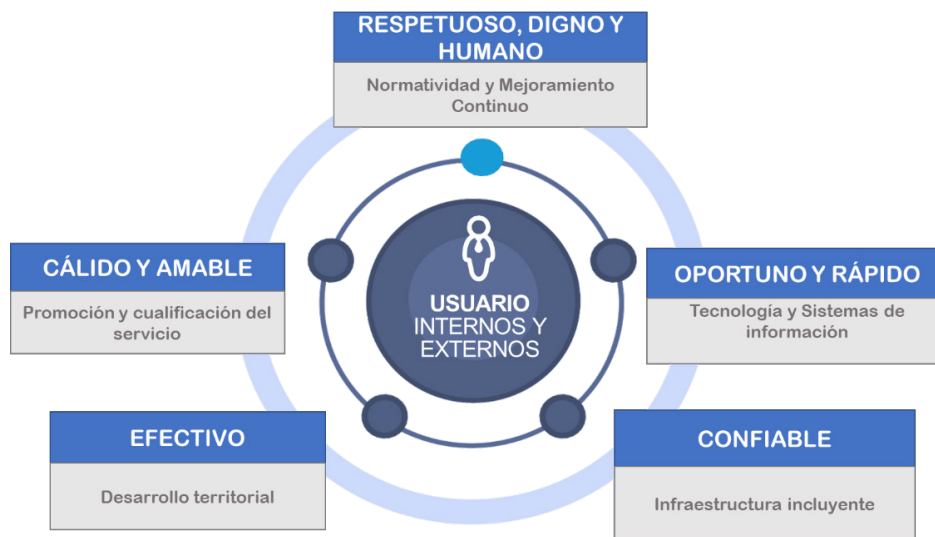 RESPETUOSO, DIGNO Y
HUMANO
Normatividad y Mejoramiento
Continuo
CÁLIDO Y AMABLE
Promoción y cualificación del
servicio
USUARIO
INTERNOS Y
EXTERNOS
OPORTUNO Y RÁPIDO
Tecnología y Sistemas de
información
EFECTIVO
Desarrollo territorial
CONFIABLE
Infraestructura incluyente